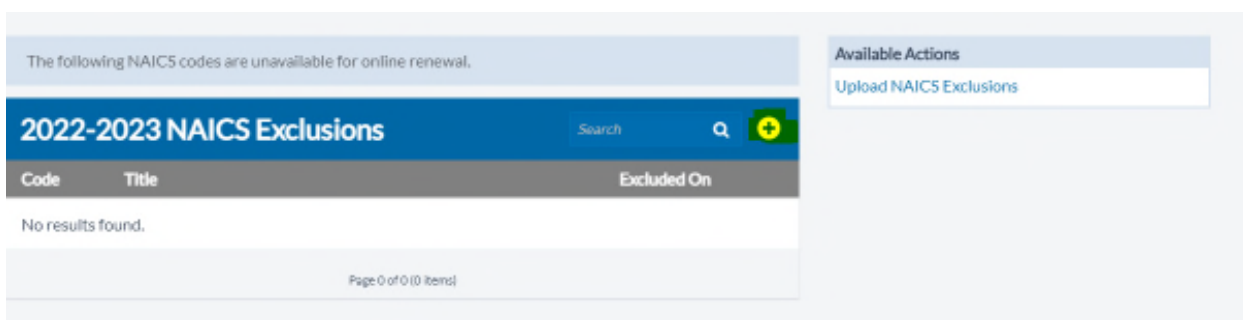 The following NAICS codes are unavailable for online renewal.
Available Actions
Upload NAICS Exclusions
2022-2023 NAICS Exclusions
Search
Code Title Excluded On
No results found.
Page 0 of 0 (0 items)